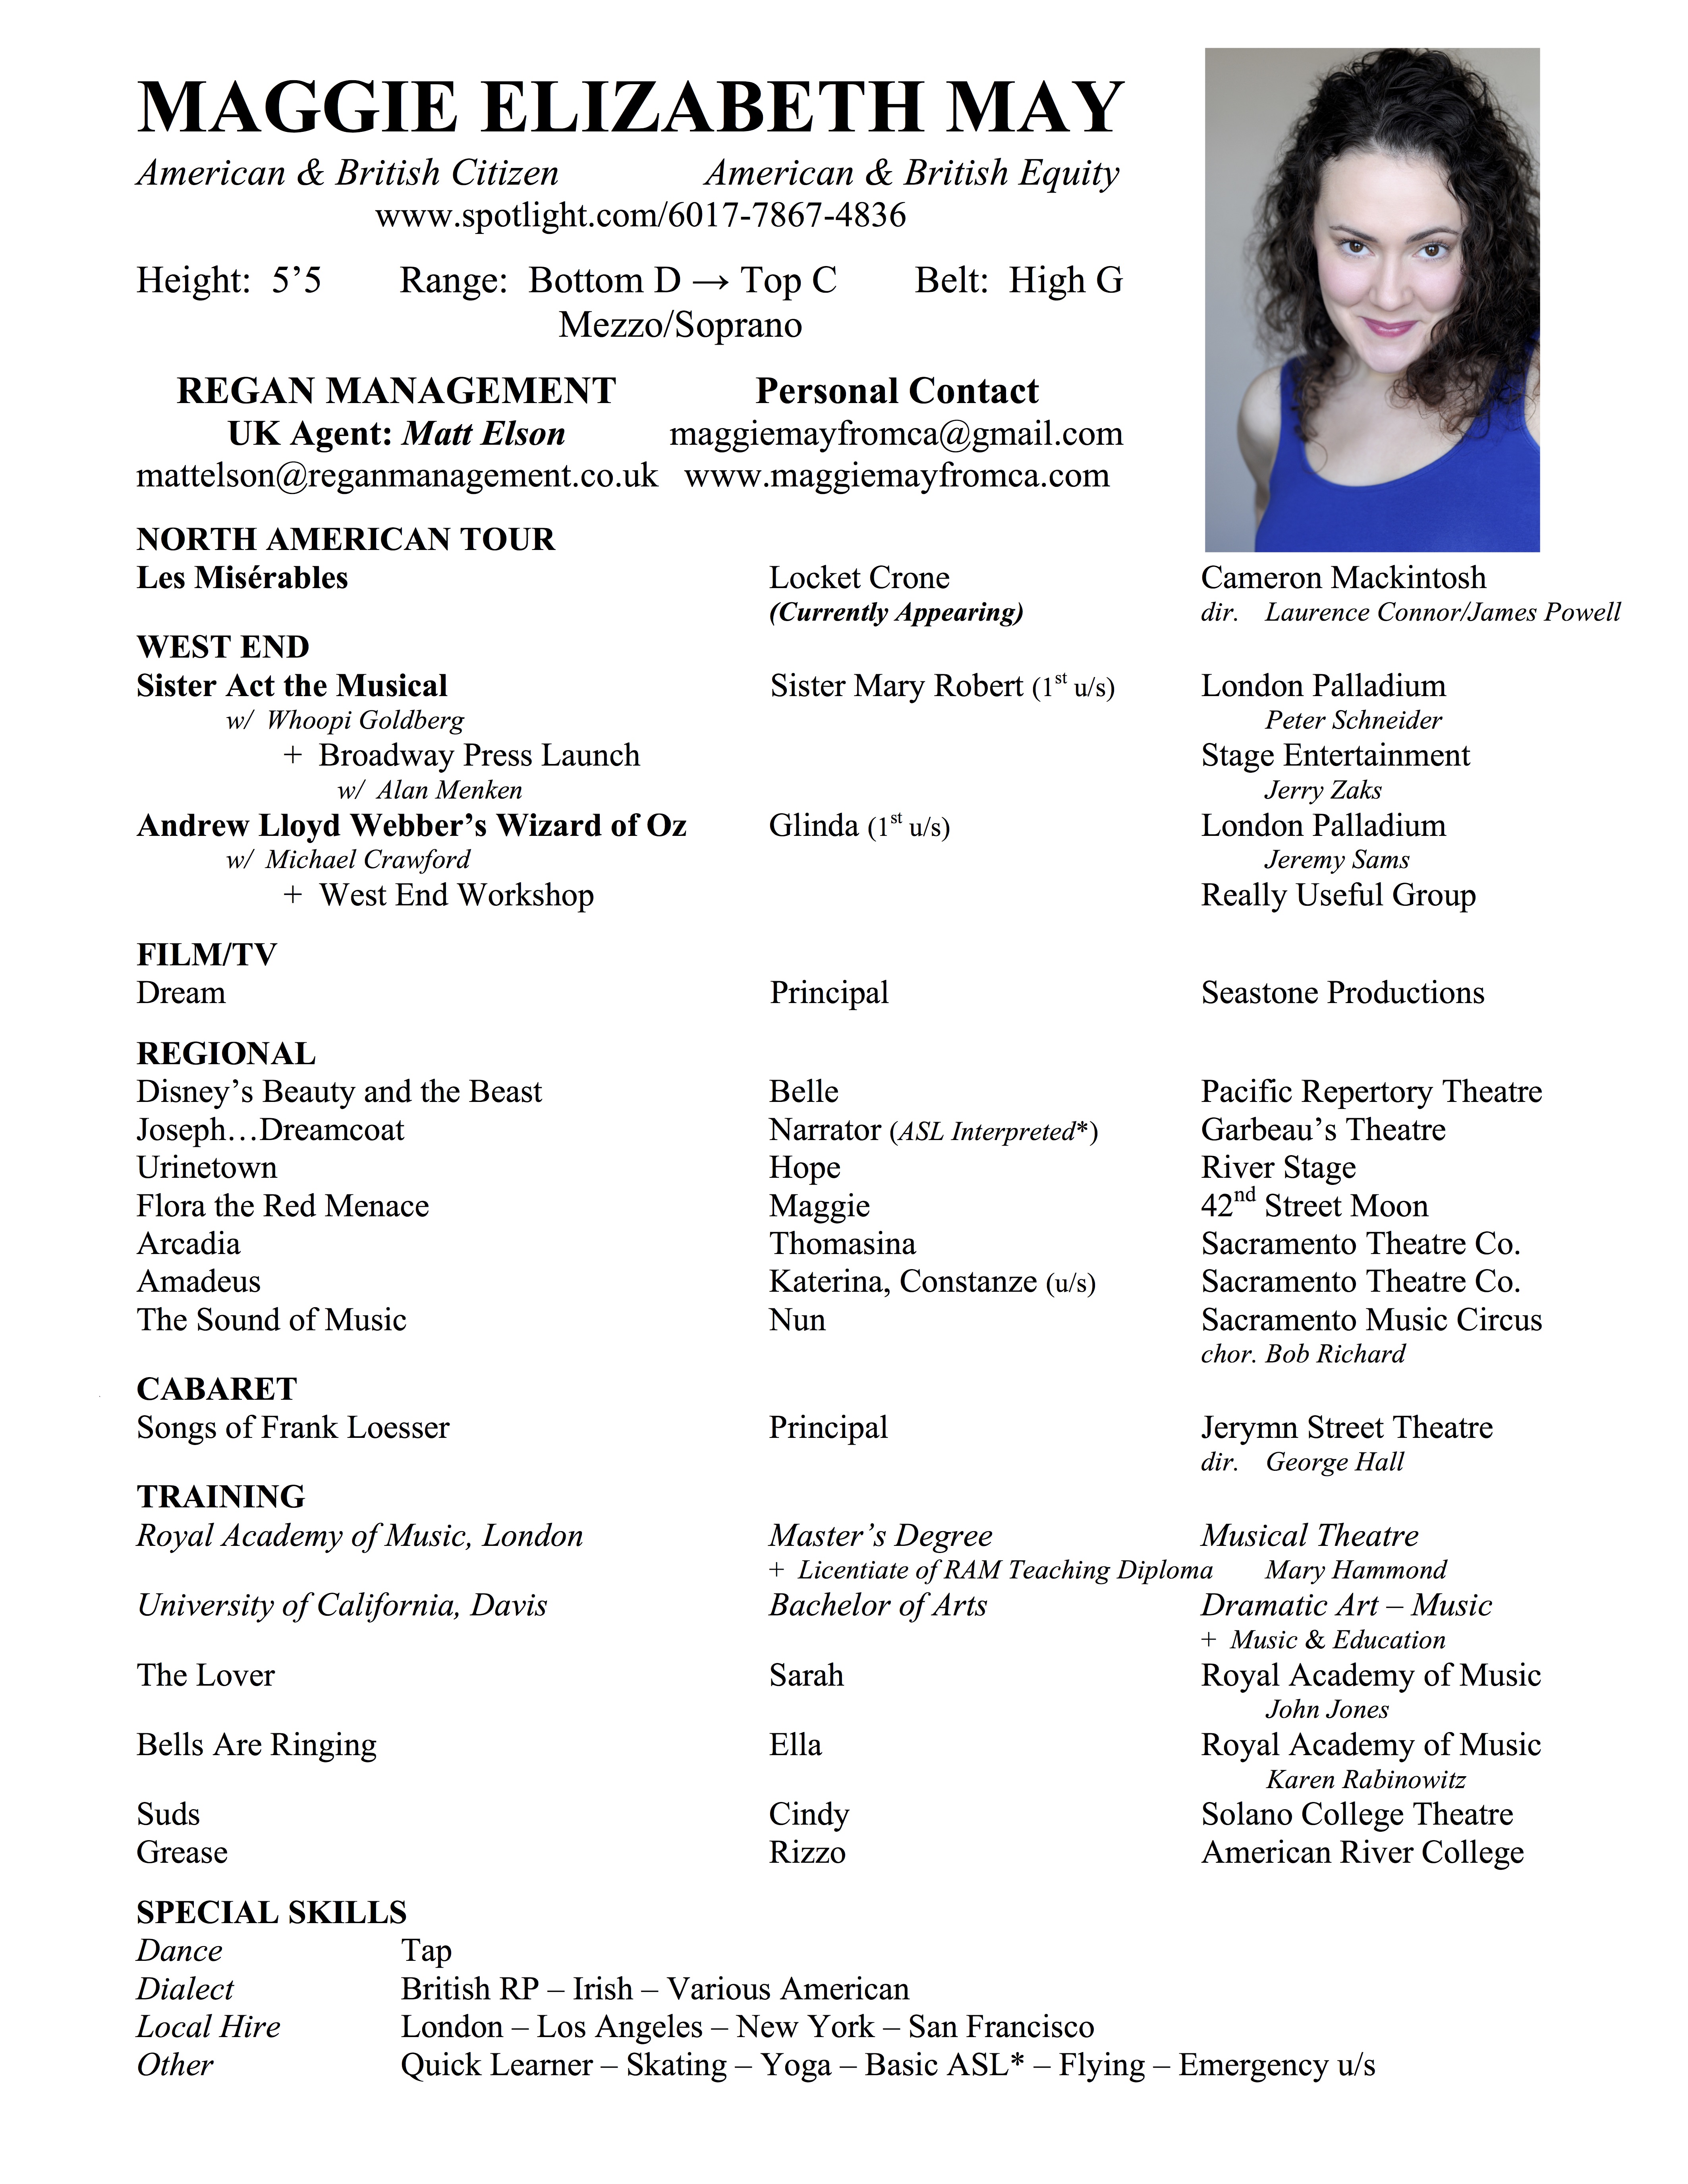 MAGGIE ELIZABETH MAY
American & British Citizen American & British Equity
www.spotlight.com/6017-7867-4836
Height: 5’5 Range: Bottom D → Top C Belt: High G
Mezzo/Soprano
REGAN MANAGEMENT Personal Contact
UK Agent: Matt Elson maggiemayfromca@gmail.com
mattelson@reganmanagement.co.uk www.maggiemayfromca.com
NORTH AMERICAN TOUR
Les Misérables Locket Crone Cameron Mackintosh
(Currently Appearing) dir. Laurence Connor/James Powell
WEST END
Sister Act the Musical Sister Mary Robert (1st u/s) London Palladium
w/ Whoopi Goldberg Peter Schneider
+ Broadway Press Launch Stage Entertainment
w/ Alan Menken Jerry Zaks
Andrew Lloyd Webber’s Wizard of Oz Glinda (1st u/s) London Palladium
w/ Michael Crawford Jeremy Sams
+ West End Workshop Really Useful Group
FILM/TV
Dream Principal Seastone Productions
REGIONAL
Disney’s Beauty and the Beast Belle Pacific Repertory Theatre
Joseph…Dreamcoat Narrator (ASL Interpreted*) Garbeau’s Theatre
Urinetown Hope River Stage
Flora the Red Menace Maggie 42nd Street Moon
Arcadia Thomasina Sacramento Theatre Co.
Amadeus Katerina, Constanze (u/s) Sacramento Theatre Co.
The Sound of Music Nun Sacramento Music Circus
chor. Bob Richard
CABARET
Songs of Frank Loesser Principal Jerymn Street Theatre
dir. George Hall
TRAINING
Royal Academy of Music, London Master’s Degree Musical Theatre
+ Licentiate of RAM Teaching Diploma Mary Hammond
University of California, Davis Bachelor of Arts Dramatic Art – Music
+ Music & Education
The Lover Sarah Royal Academy of Music
John Jones
Bells Are Ringing Ella Royal Academy of Music
Karen Rabinowitz
Suds Cindy Solano College Theatre
Grease Rizzo American River College
SPECIAL SKILLS
Dance Tap
Dialect British RP – Irish – Various American
Local Hire London – Los Angeles – New York – San Francisco
Other Quick Learner – Skating – Yoga – Basic ASL* – Flying – Emergency u/s